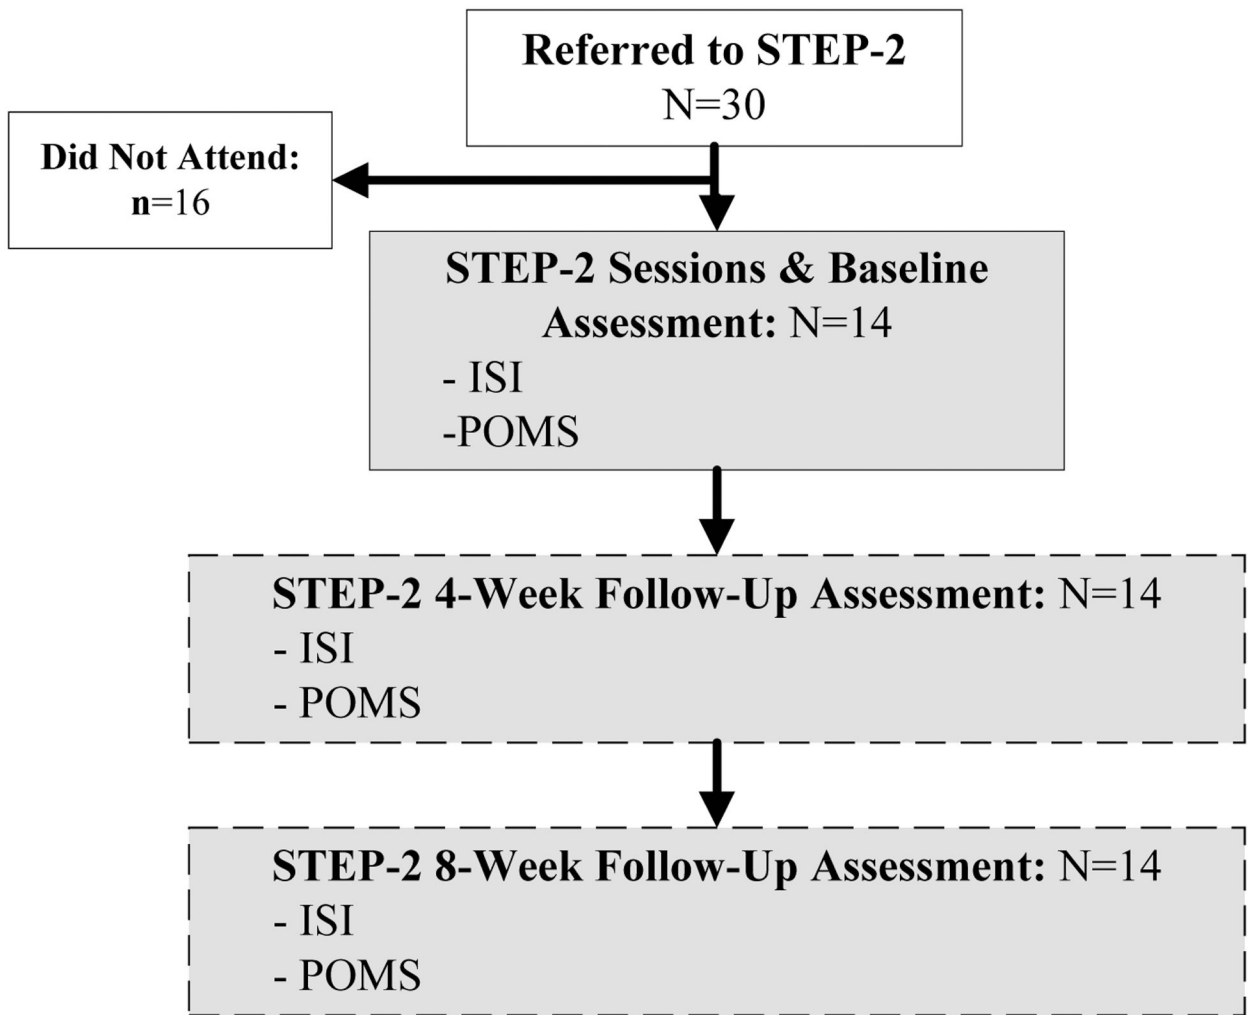 Referred to STEP-2
N=30
Did Not Attend:
n=16
STEP-2 Sessions & Baseline
Assessment: N=14
- ISI
-POMS
STEP-2 4-Week Follow-Up Assessment: N=14
- ISI
- POMS
STEP-2 8-Week Follow-Up Assessment: N=14
- ISI
- POMS